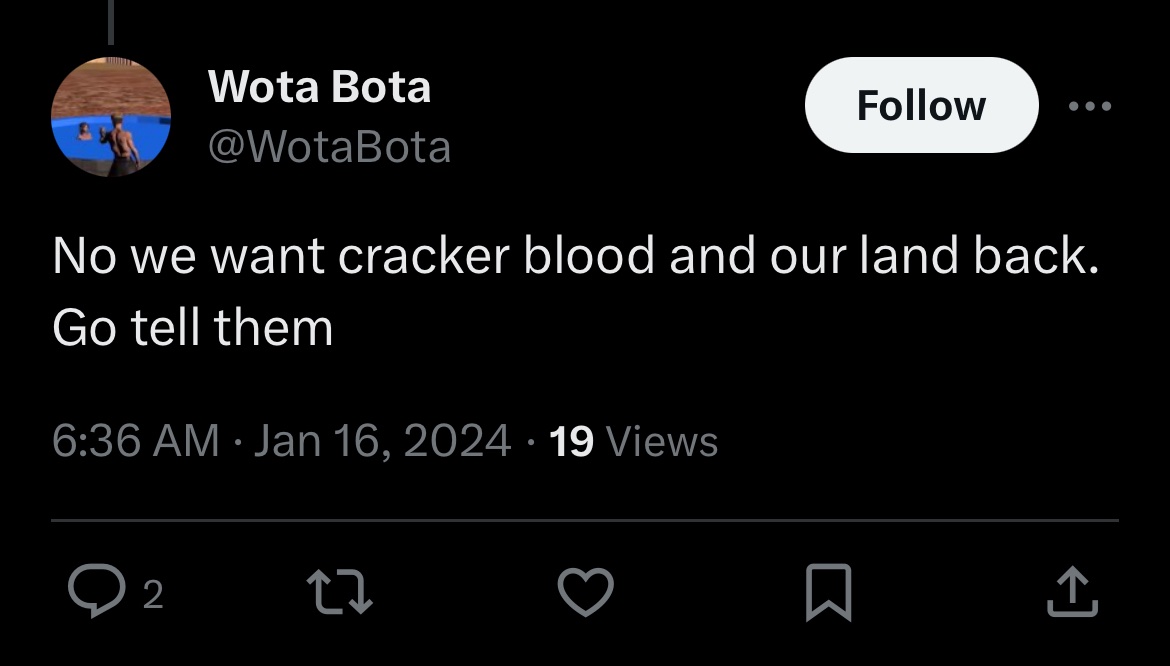 Wota Bota
@WotaBota
Follow
No we want cracker blood and our land back.
Go tell them
6:36 AM · Jan 16, 2024 · 19 Views
2